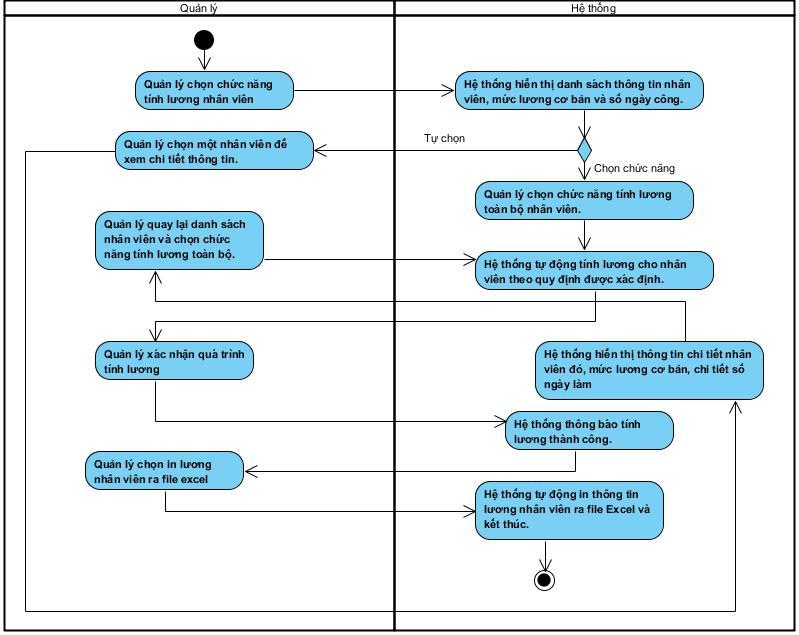 Quản lý
Hệ thống
Quản lý chọn chức năng
tính lương nhân viên
Hệ thống hiển thị danh sách thông tin nhân
viên, mức lương cơ bản và số ngày công.
Tự chọn
Quản lý chọn một nhân viên để
xem chi tiết thông tin.
Chọn chức năng
Quản lý chọn chức năng tính lương
toàn bộ nhân viên.
Quản lý quay lại danh sách
nhân viên và chọn chức
năng tính lương toàn bộ.
Hệ thống tự động tính lương cho nhân
viên theo quy định được xác định.
Quản lý xác nhận quá trình
tính lương
Hệ thống hiển thị thông tin chi tiết nhân
viên đó, mức lương cơ bản, chi tiết số
ngày làm
Hệ thống thông báo tính
lương thành công.
Quản lý chọn in lương
nhân viên ra file excel
Hệ thống tự động in thông tin
lương nhân viên ra file Excel và
kết thúc.